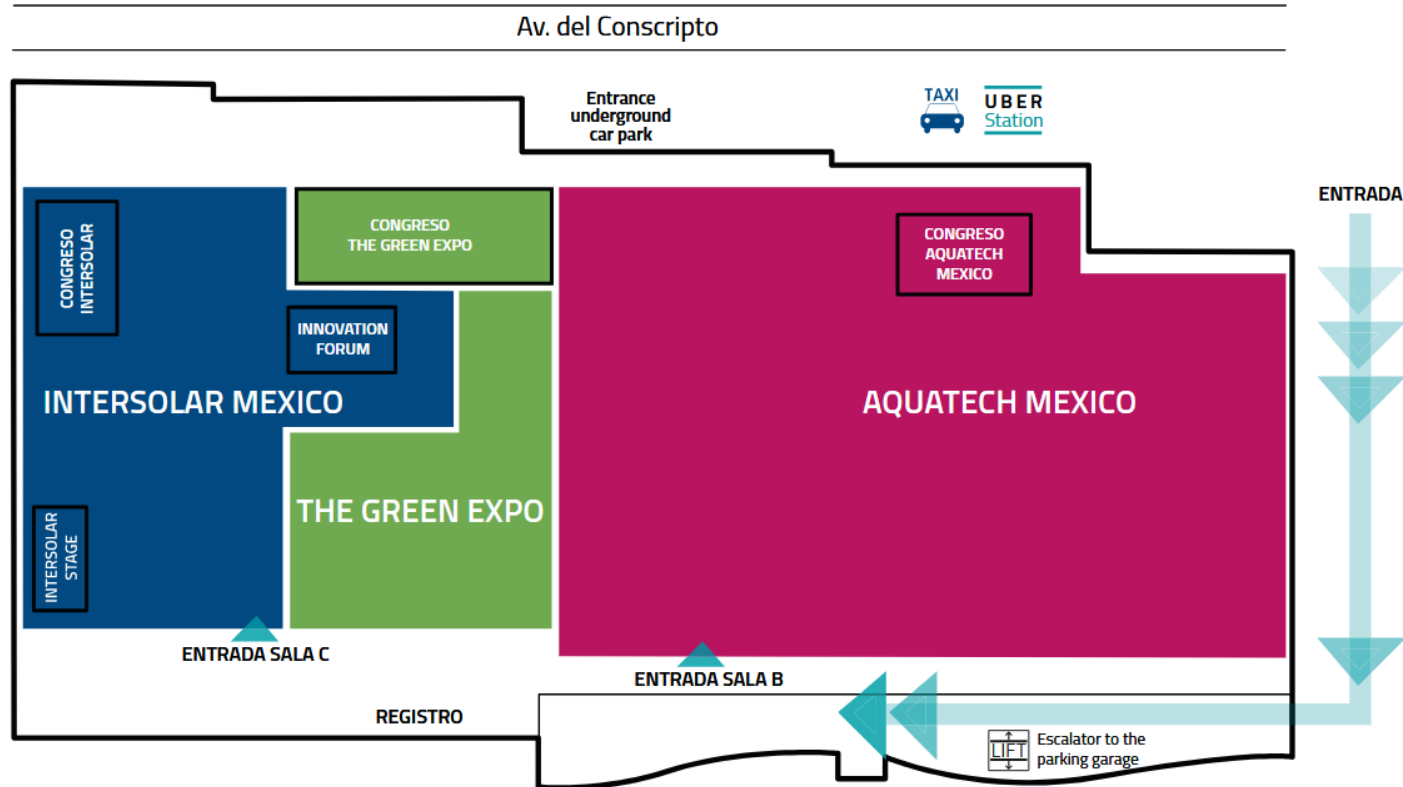 Av. del Conscripto
Entrance
underground
car park
TAXI
UBER
Station
ENTRADA
CONGRESO
INTERSOLAR
CONGRESO
THE GREEN EXPO
CONGRESO
AQUATECH
MEXICO
INNOVATION
FORUM
INTERSOLAR MEXICO
AQUATECH MEXICO
THE GREEN EXPO
INTERSOLAR
STAGE
ENTRADA SALA C
ENTRADA SALA B
REGISTRO
LIFT
Escalator to the
parking garage